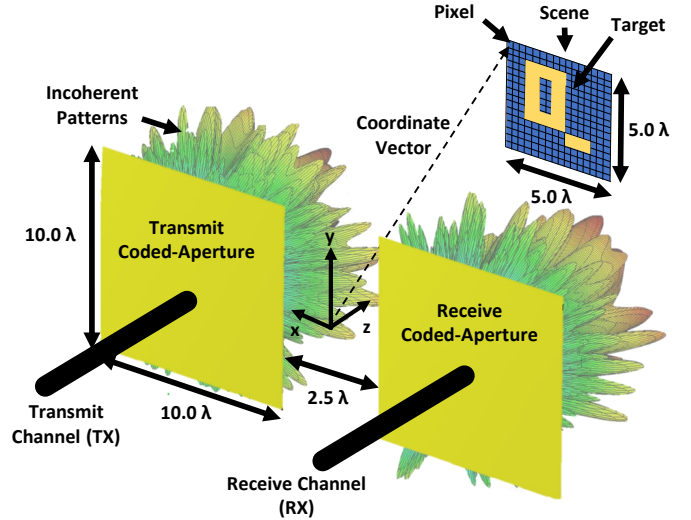 Pixel
Scene
Target
Incoherent
Patterns
Coordinate
Vector
5.0 λ
5.0 λ
10.0 λ
Transmit
Coded-Aperture
y
x
z
Receive
Coded-Aperture
2.5 λ
10.0 λ
Transmit
Channel (TX)
Receive Channel
(RX)